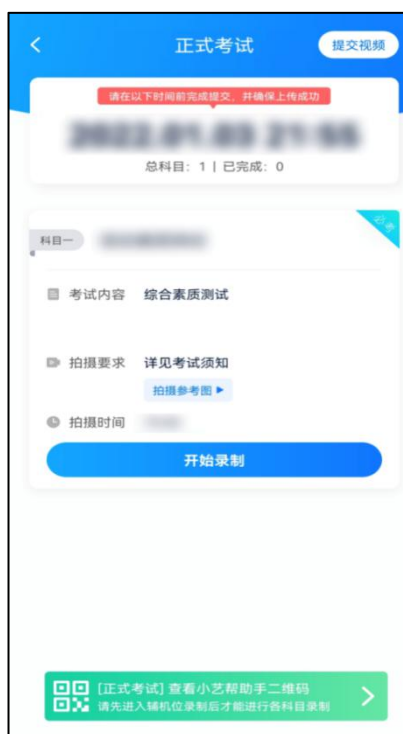 正式考试
提交视频
请在以下时间前完成提交，并确保上传成功
总科目：1 | 已完成：0
必考
科目一
考试内容 综合素质测试
拍摄要求 详见考试须知
拍摄参考图
拍摄时间
开始录制
[正式考试] 查看小艺帮助手二维码
请先进入辅机位录制后才能进行各科目录制